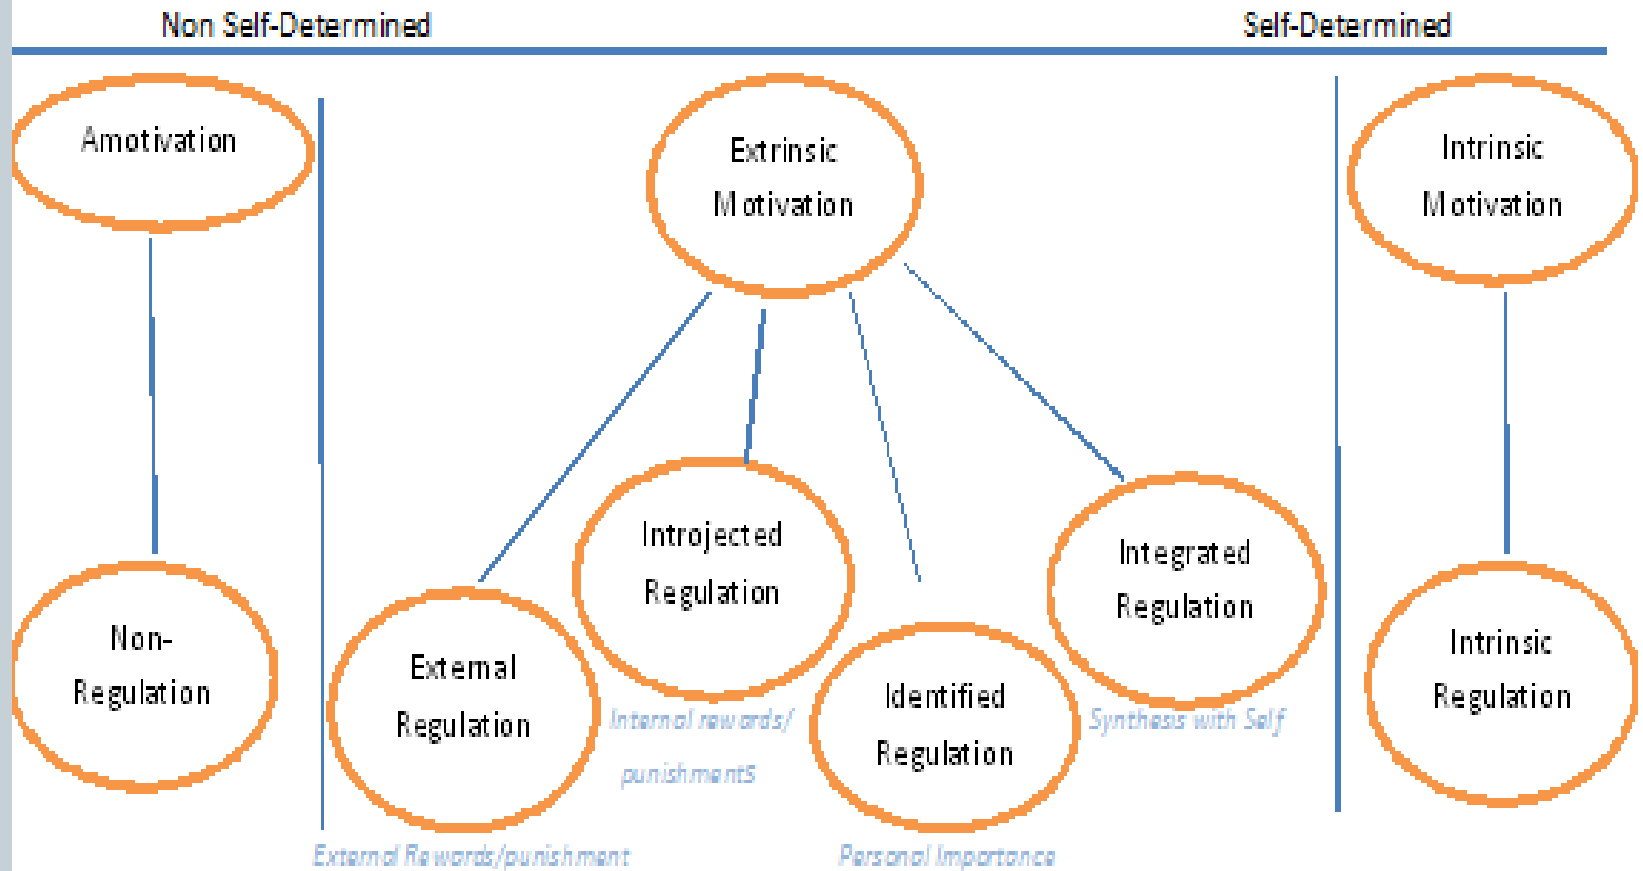 Non Self-Determined
Self-Determined
Amotivation
Extrinsic
Motivation
Intrinsic
Motivation
Non-
Regulation
External
Regulation
External Rewards/punishment
Introjected
Regulation
Internal rewards/
punishments
Identified
Regulation
Personal Importance
Integrated
Regulation
Synthesis with Self
Intrinsic
Regulation